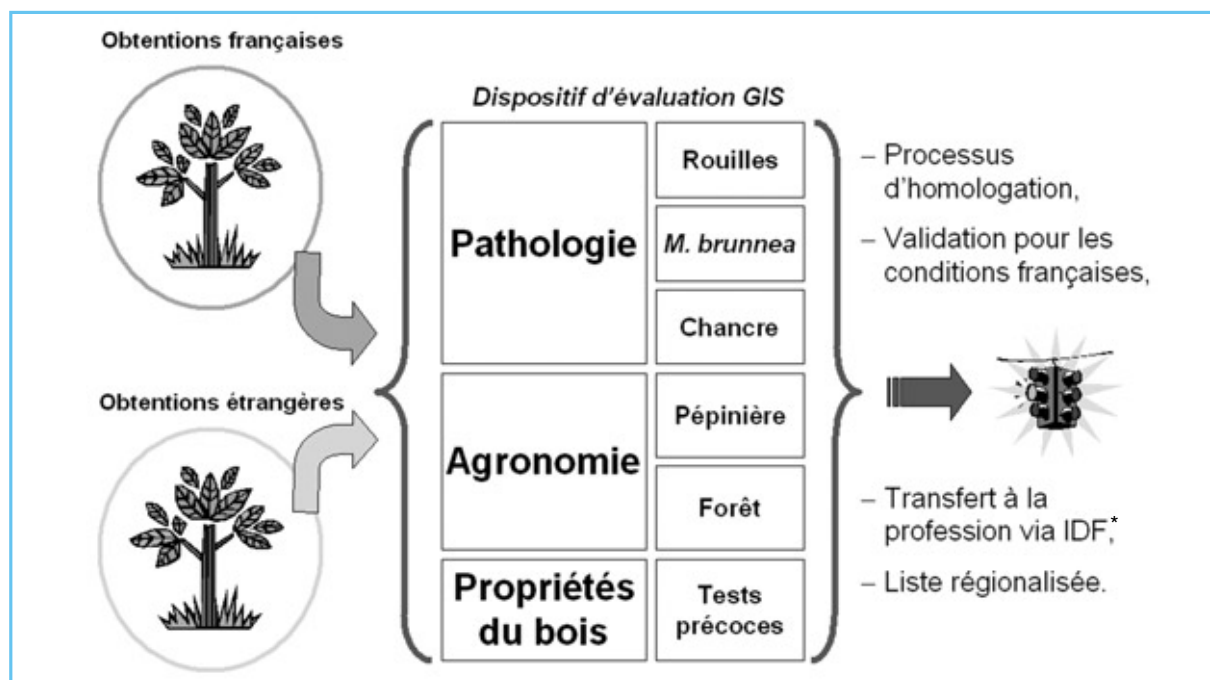 Obtentions françaises
Obtentions étrangères
Dispositif d'évaluation GIS
Pathologie
Rouilles
M. brunnea
Chancre
Agronomie
Pépinière
Forêt
Propriétés
du bois
Tests
précoces
– Processus
d'homologation,
– Validation pour les
conditions françaises,
– Transfert à la
profession via IDF,*
– Liste régionalisée.